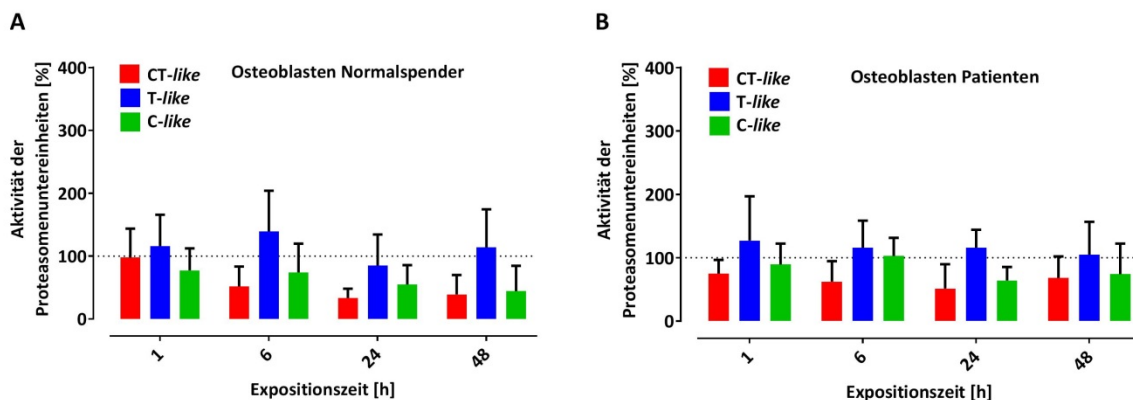 A
Osteoblasten Normalspender
CT-like
T-like
C-like
Aktivität der
Proteasomenuntereinheiten [%]
400
300
200
100
0
1
6
24
48
Expositionszeit [h]
B
Osteoblasten Patienten
CT-like
T-like
C-like
Aktivität der
Proteasomenuntereinheiten [%]
400
300
200
100
0
1
6
24
48
Expositionszeit [h]